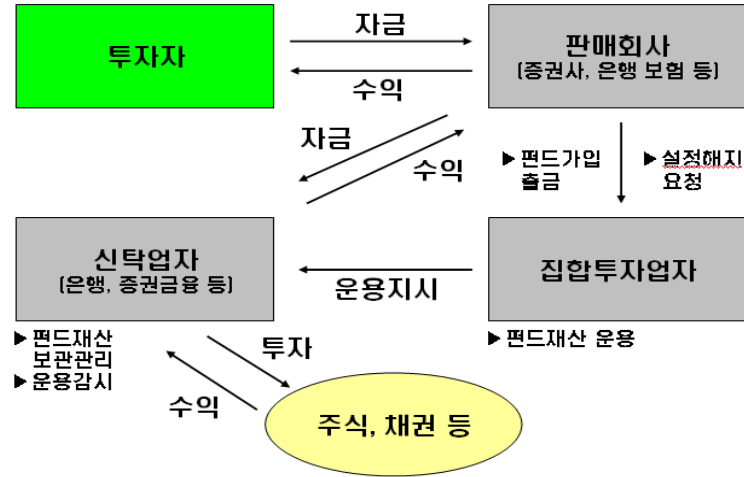 투자자
자금
수익
판매회사
(증권사, 은행 보험 등)
자금
수익
▶ 펀드가입
출금
▶ 설정해지
요청
신탁업자
(은행, 증권금융 등)
운용지시
집합투자업자
▶ 펀드재산
보관관리
▶ 운용감시
▶ 펀드재산 운용
투자
수익
주식, 채권 등